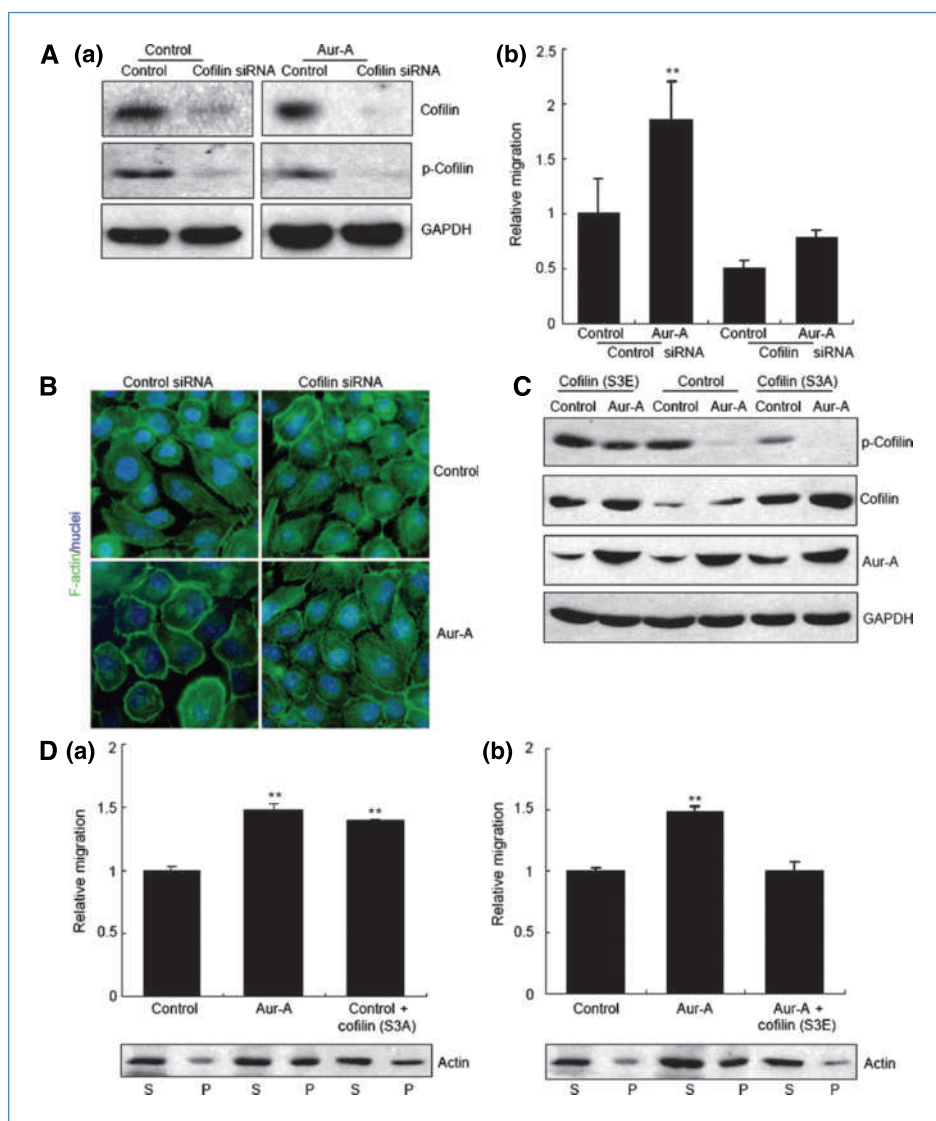 A (a)
Control Aur-A
Control Cofilin siRNA Control Cofilin siRNA
Cofilin
p-Cofilin
GAPDH
(b)
Relative migration
2.5
2
1.5
1
0.5
0
**
Control Aur-A Control Aur-A
Control siRNA Cofilin siRNA
B
Control siRNA Cofilin siRNA
F-actin/nuclei
Control
Aur-A
C
Cofilin (S3E) Control Cofilin (S3A)
Control Aur-A Control Aur-A Control Aur-A
p-Cofilin
Cofilin
Aur-A
GAPDH
D (a)
Relative migration
2
1.5
1
0.5
0
** **
Control Aur-A Control +
cofilin (S3A)
Actin
S P S P S P
(b)
Relative migration
2
1.5
1
0.5
0
**
Control Aur-A Aur-A +
cofilin (S3E)
Actin
S P S P S P